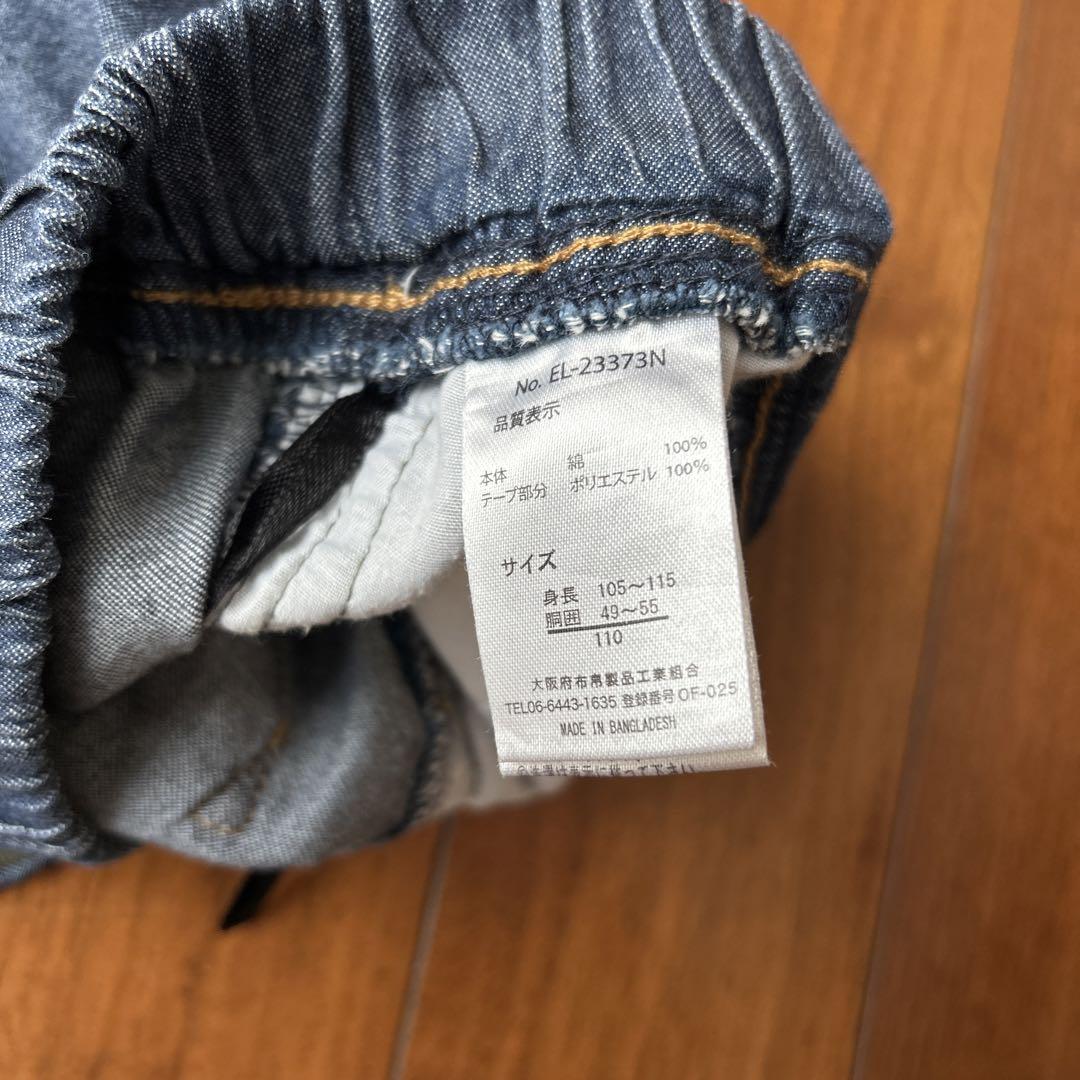 No. EL-23373N
品質表示
本体 綿 100%
テープ部分 ポリエステル 100%
サイズ
身長 105〜115
胴囲 49〜55
110
大阪府布帛製品工業組合
TEL06-6443-1635 登録番号 OF-025
MADE IN BANGLADESH